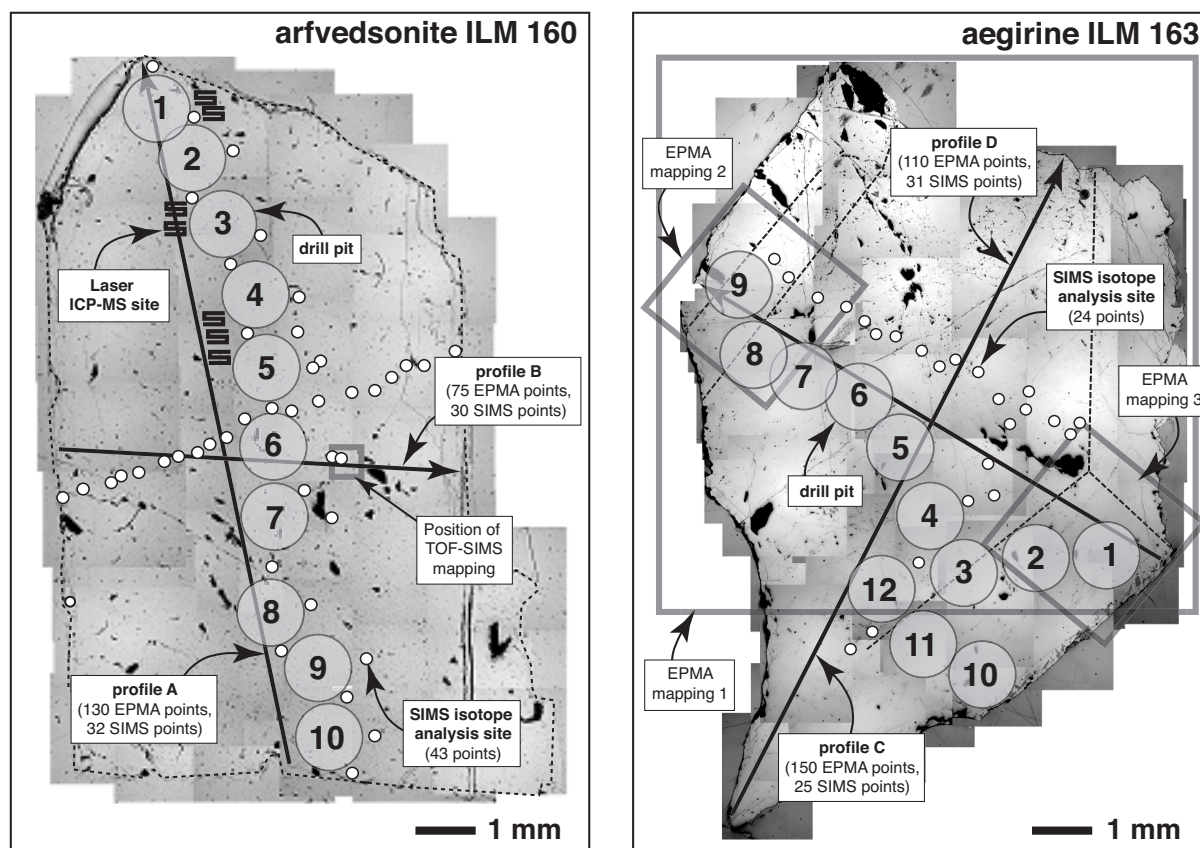 arfvedsonite ILM 160
1
2
3
drill pit
Laser
ICP-MS site
4
5
profile B
(75 EPMA points,
30 SIMS points)
6
7
Position of
TOF-SIMS
mapping
8
9
profile A
(130 EPMA points,
32 SIMS points)
SIMS isotope
analysis site
(43 points)
10
1 mm
aegirine ILM 163
EPMA
mapping 2
profile D
(110 EPMA points,
31 SIMS points)
9
SIMS isotope
analysis site
(24 points)
8
7
6
EPMA
mapping 3
5
drill pit
4
3
2
1
12
11
10
EPMA
mapping 1
profile C
(150 EPMA points,
25 SIMS points)
1 mm